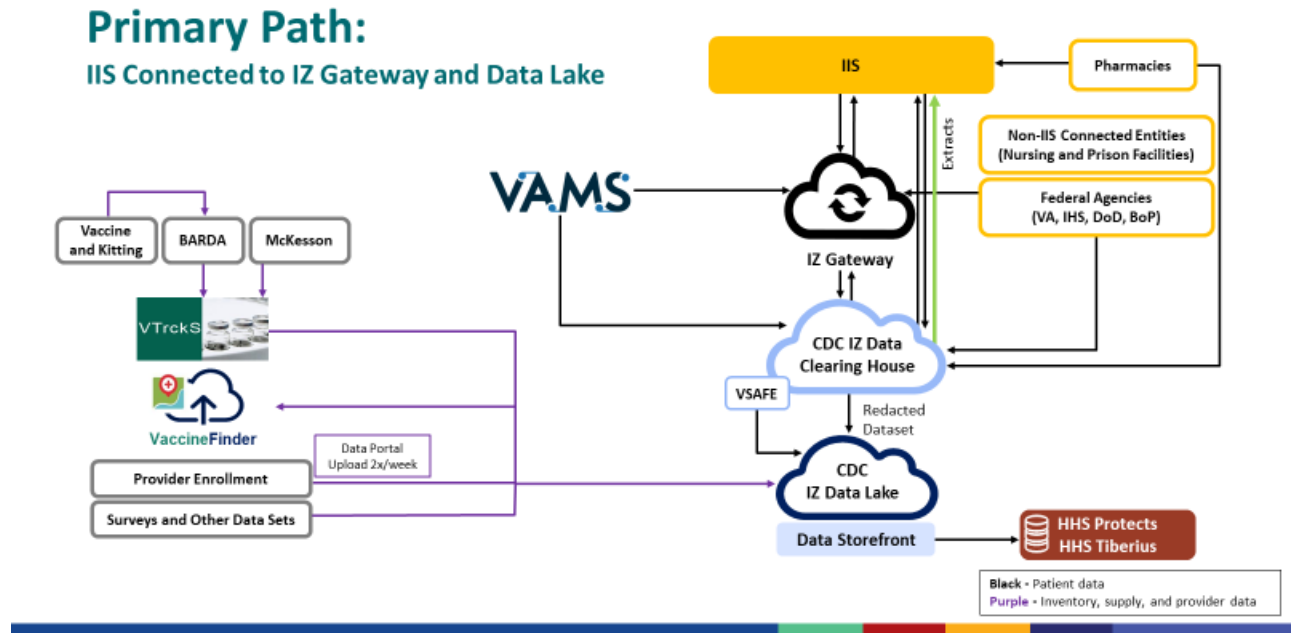 Primary Path:
IIS Connected to IZ Gateway and Data Lake
IIS
Pharmacies
Extracts
Non-IIS Connected Entities
(Nursing and Prison Facilities)
Federal Agencies
(VA, IHS, DoD, BoP)
VAMS
IZ Gateway
Vaccine
and Kitting
BARDA
McKesson
VTrckS
CDC IZ Data
Clearing House
VSAFE
Redacted
Dataset
VaccineFinder
Data Portal
Upload 2x/week
Provider Enrollment
Surveys and Other Data Sets
CDC
IZ Data Lake
Data Storefront
HHS Protects
HHS Tiberius
Black - Patient data
Purple - Inventory, supply, and provider data